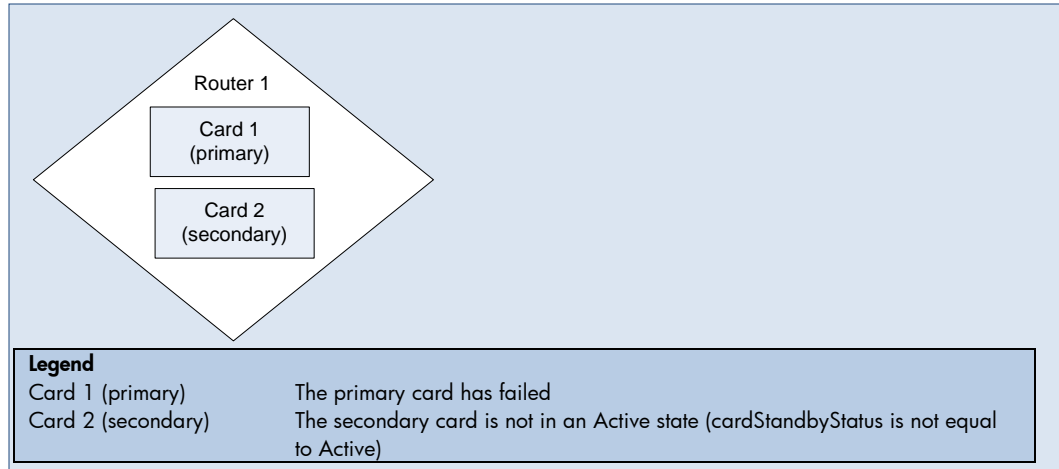 Router 1
Card 1
(primary)
Card 2
(secondary)
Legend
Card 1 (primary) The primary card has failed
Card 2 (secondary) The secondary card is not in an Active state (cardStandbyStatus is not equal
to Active)